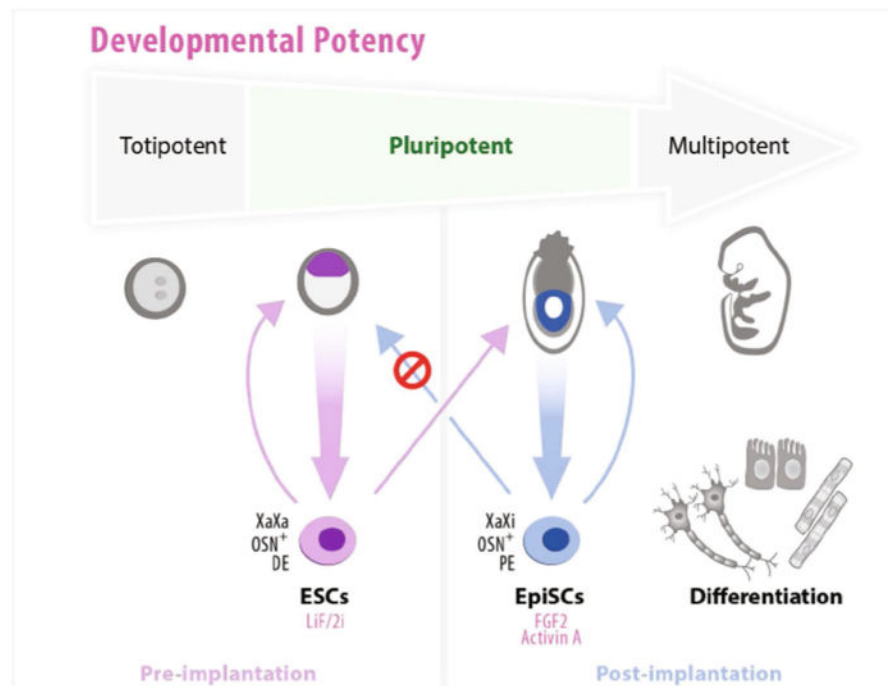 Developmental Potency
Totipotent
Pluripotent
Multipotent
XaXa
OSN⁺
DE
XaXi
OSN⁺
PE
ESCs
LiF/2i
EpiSCs
FGF2
Activin A
Differentiation
Pre-implantation
Post-implantation